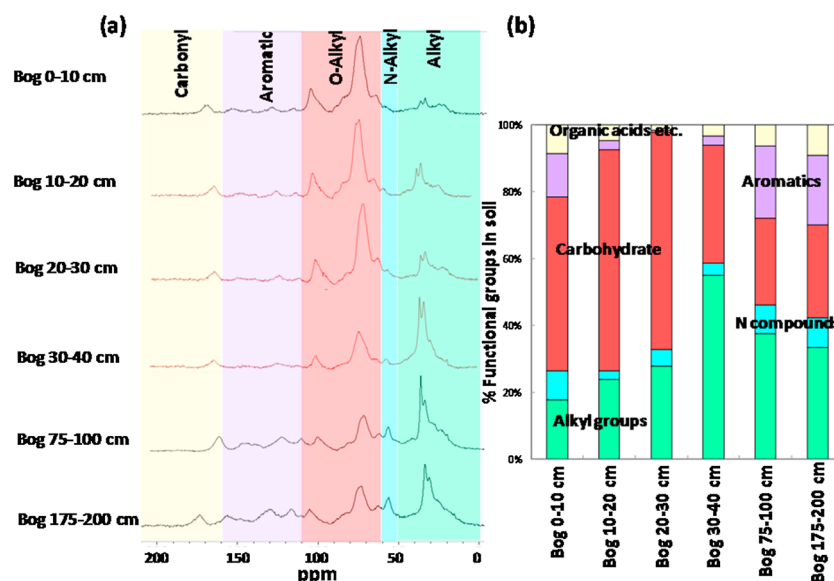 (a)
Carbonyl
Aromatic
O-Alkyl
N-Alkyl
Alkyl
Bog 0-10 cm
Bog 10-20 cm
Bog 20-30 cm
Bog 30-40 cm
Bog 75-100 cm
Bog 175-200 cm
200 150 100 50 0
ppm
(b)
% Functional groups in soil
100%
80%
60%
40%
20%
0%
Organic acids etc.
Aromatics
Carbohydrate
N compound
Alkyl groups
Bog 0-10 cm
Bog 10-20 cm
Bog 20-30 cm
Bog 30-40 cm
Bog 75-100 cm
Bog 175-200 cm